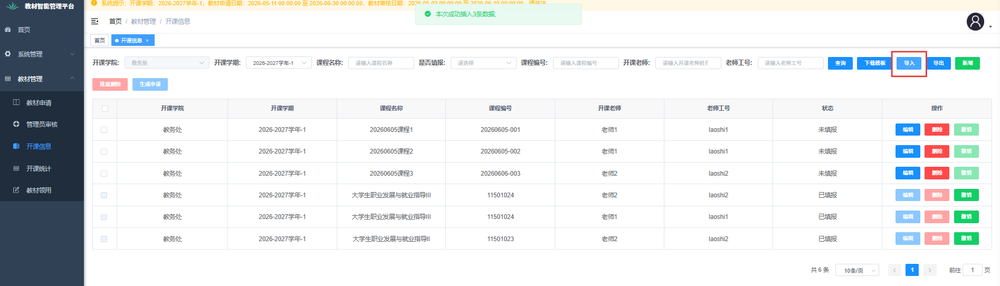 教材智能管理平台
系统提示：开课学期：2026-2027学年-1，教材申请日期：2026-05-11 00:00:00 至 2026-06-30 00:00:00，教材审核日期：2026-05-03 00:00:00 至 2026-06-10 00:00:00，请关注
本次成功插入3条数据;
首页 / 教材管理 / 开课信息
首页
系统管理
教材管理
教材申请
管理员审核
开课信息
开课统计
教材领用
首页 开课信息 ×
开课学院: 教务处 开课学期: 2026-2027学年-1 课程名称: 请输入课程名称 是否填报: 请选择 课程编号: 请输入课程编号 开课老师: 请输入开课老师姓名 老师工号: 请输入老师工号 查询 下载模板 导入 导出 新增
批量删除 生成申请
开课学院 开课学期 课程名称 课程编号 开课老师 老师工号 状态 操作
教务处 2026-2027学年-1 20260605课程1 20260605-001 老师1 laoshi1 未填报 编辑 删除 撤销
教务处 2026-2027学年-1 20260605课程2 20260605-002 老师1 laoshi1 未填报 编辑 删除 撤销
教务处 2026-2027学年-1 20260605课程3 20260606-003 老师2 laoshi2 未填报 编辑 删除 撤销
教务处 2026-2027学年-1 大学生职业发展与就业指导III 11501024 老师2 laoshi2 已填报 编辑 删除 撤销
教务处 2026-2027学年-1 大学生职业发展与就业指导III 11501024 老师1 laoshi1 已填报 编辑 删除 撤销
教务处 2026-2027学年-1 大学生职业发展与就业指导II 11501023 老师2 laoshi2 已填报 编辑 删除 撤销
共 6 条 10条/页 1 前往 1 页